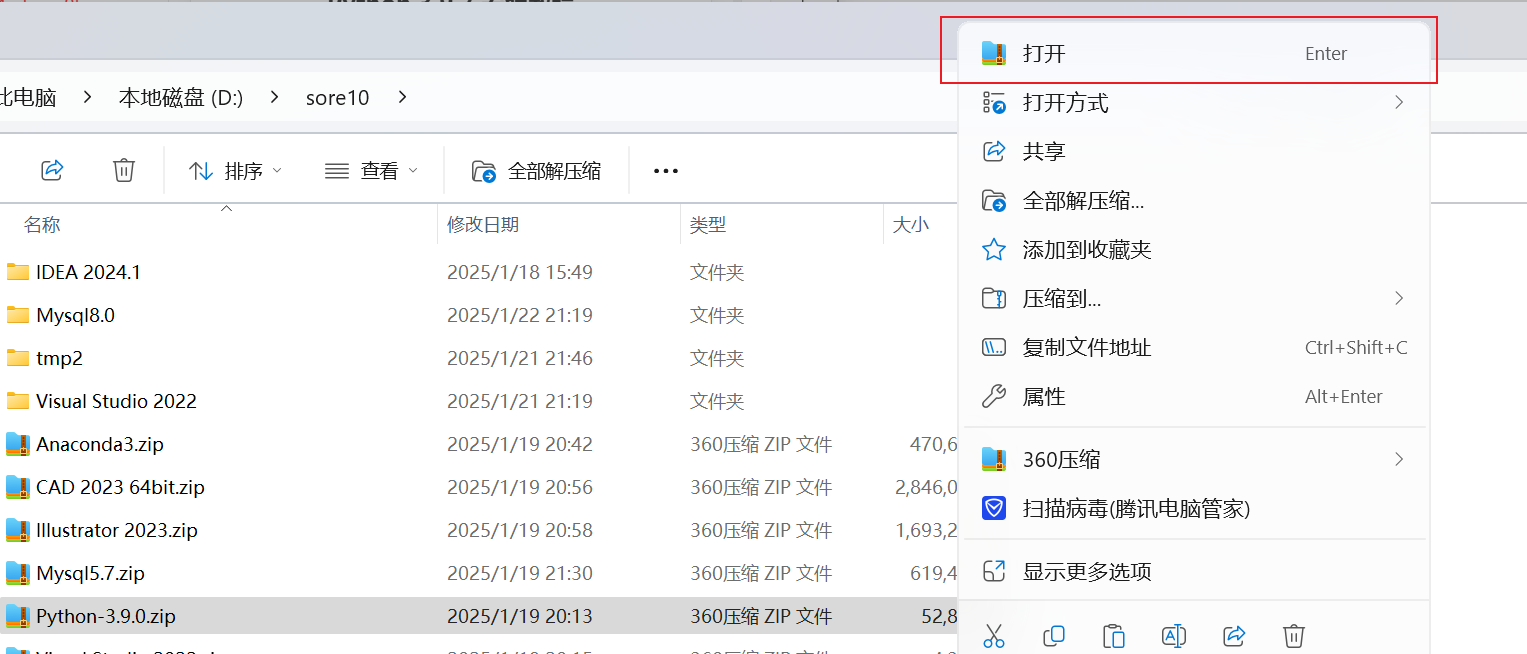 打开 Enter
此电脑 > 本地磁盘 (D:) > sore10 >
打开方式
共享
排序 查看 全部解压缩 •••
全部解压缩...
名称 修改日期 类型 大小
添加到收藏夹
IDEA 2024.1 2025/1/18 15:49 文件夹
压缩到...
Mysql8.0 2025/1/22 21:19 文件夹
复制文件地址 Ctrl+Shift+C
tmp2 2025/1/21 21:46 文件夹
属性 Alt+Enter
Visual Studio 2022 2025/1/21 21:19 文件夹
Anaconda3.zip 2025/1/19 20:42 360压缩 ZIP 文件 470,6
360压缩
CAD 2023 64bit.zip 2025/1/19 20:56 360压缩 ZIP 文件 2,846,0
扫描病毒(腾讯电脑管家)
Illustrator 2023.zip 2025/1/19 20:58 360压缩 ZIP 文件 1,693,2
Mysql5.7.zip 2025/1/19 21:30 360压缩 ZIP 文件 619,4
显示更多选项
Python-3.9.0.zip 2025/1/19 20:13 360压缩 ZIP 文件 52,8